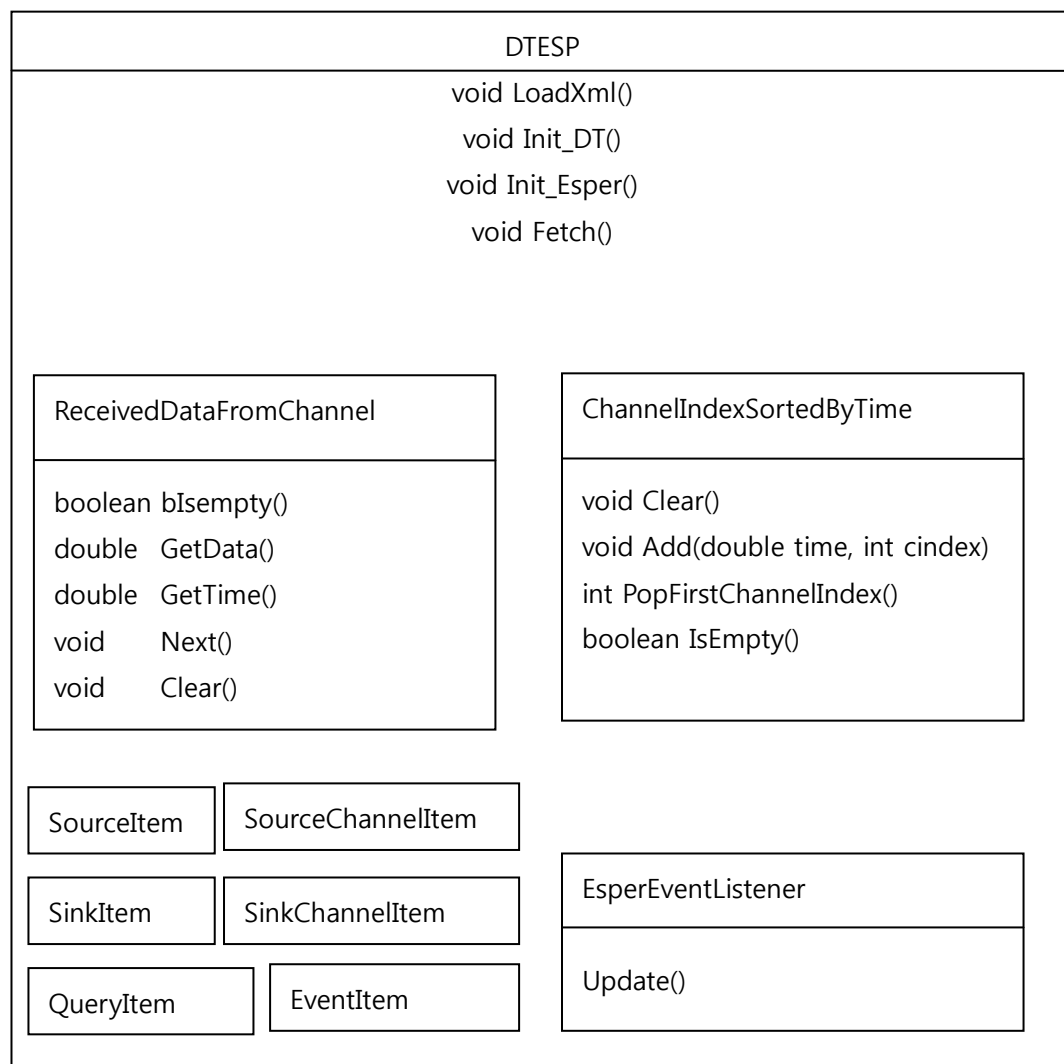 DTESP
void LoadXml()
void Init_DT()
void Init_Esper()
void Fetch()
ReceivedDataFromChannel
boolean bIsempty()
double GetData()
double GetTime()
void Next()
void Clear()
ChannelIndexSortedByTime
void Clear()
void Add(double time, int cindex)
int PopFirstChannelIndex()
boolean IsEmpty()
SourceItem
SourceChannelItem
SinkItem
SinkChannelItem
QueryItem
EventItem
EsperEventListener
Update()